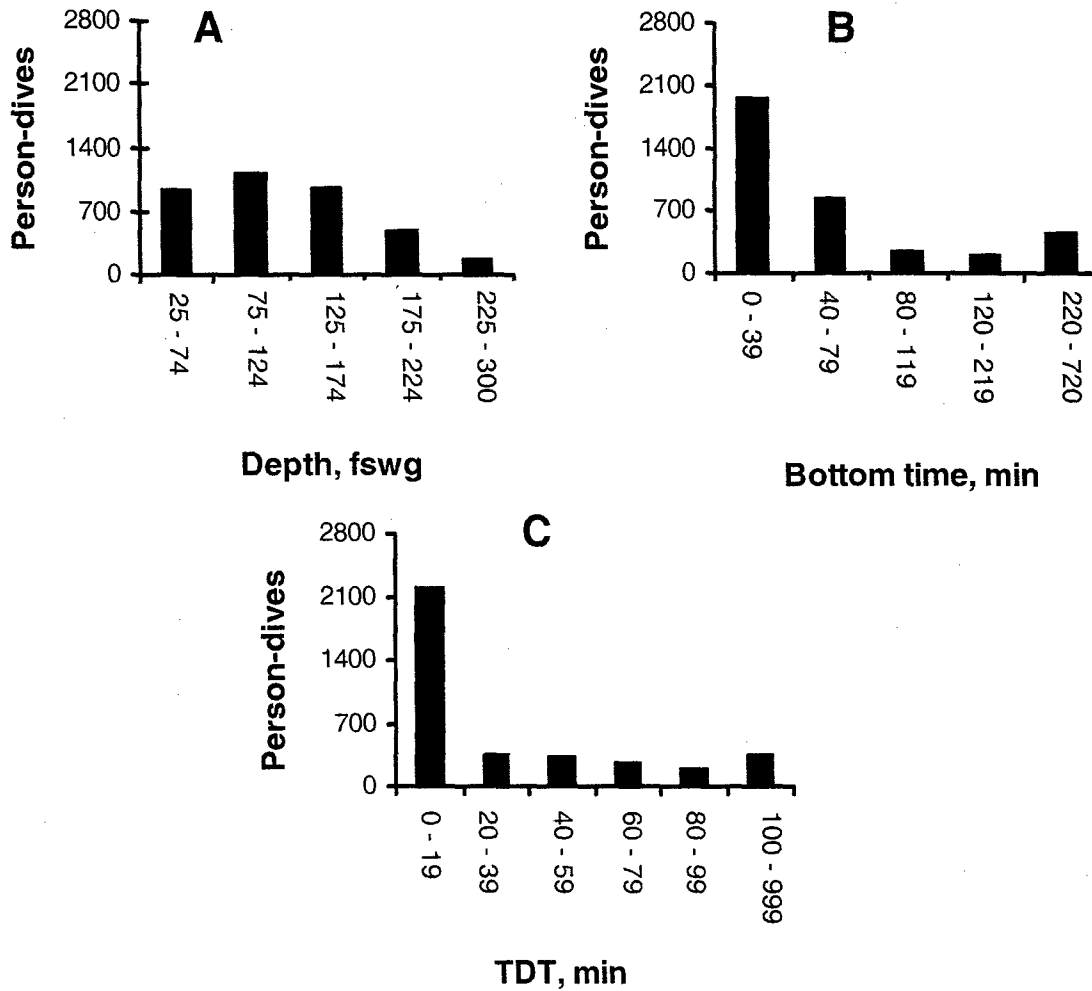 A
Person-dives
2800
2100
1400
700
0
25 - 74
75 - 124
125 - 174
175 - 224
225 - 300
Depth, fswg
B
Person-dives
2800
2100
1400
700
0
0 - 39
40 - 79
80 - 119
120 - 219
220 - 720
Bottom time, min
C
Person-dives
2800
2100
1400
700
0
0 - 19
20 - 39
40 - 59
60 - 79
80 - 99
100 - 999
TDT, min